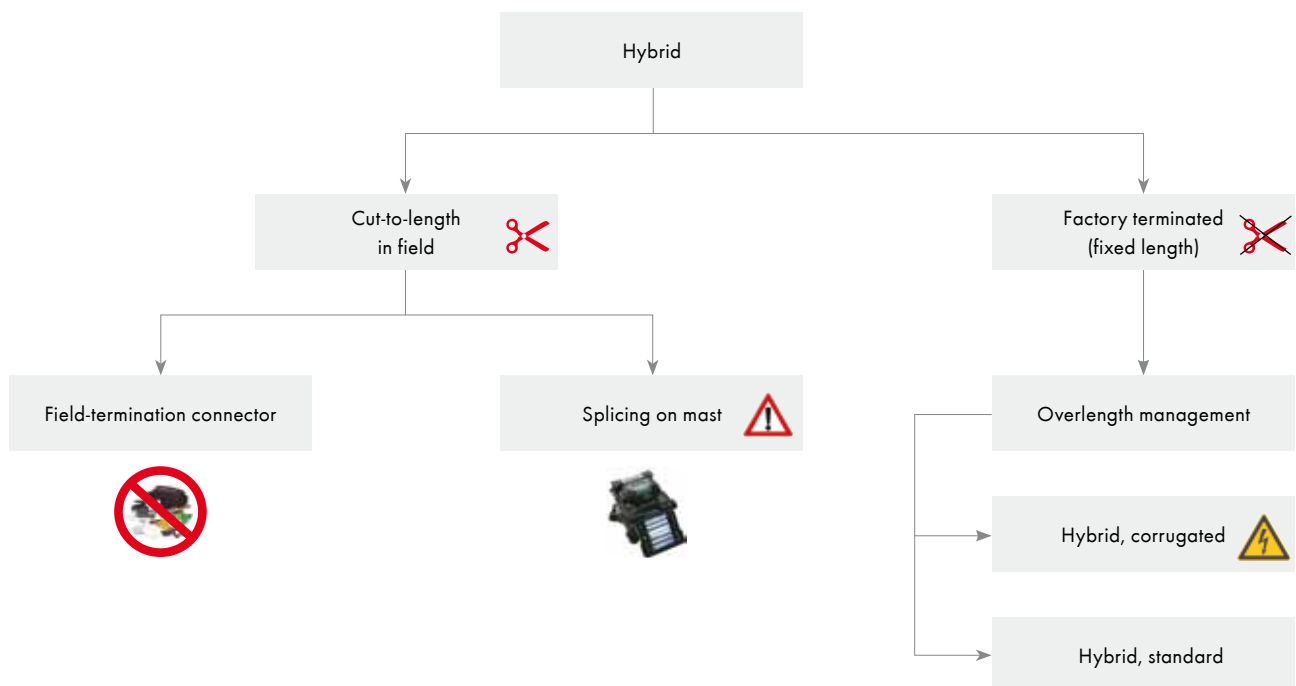 Hybrid
Cut-to-length
in field
Factory terminated
(fixed length)
Field-termination connector
Splicing on mast
Overlength management
Hybrid, corrugated
Hybrid, standard